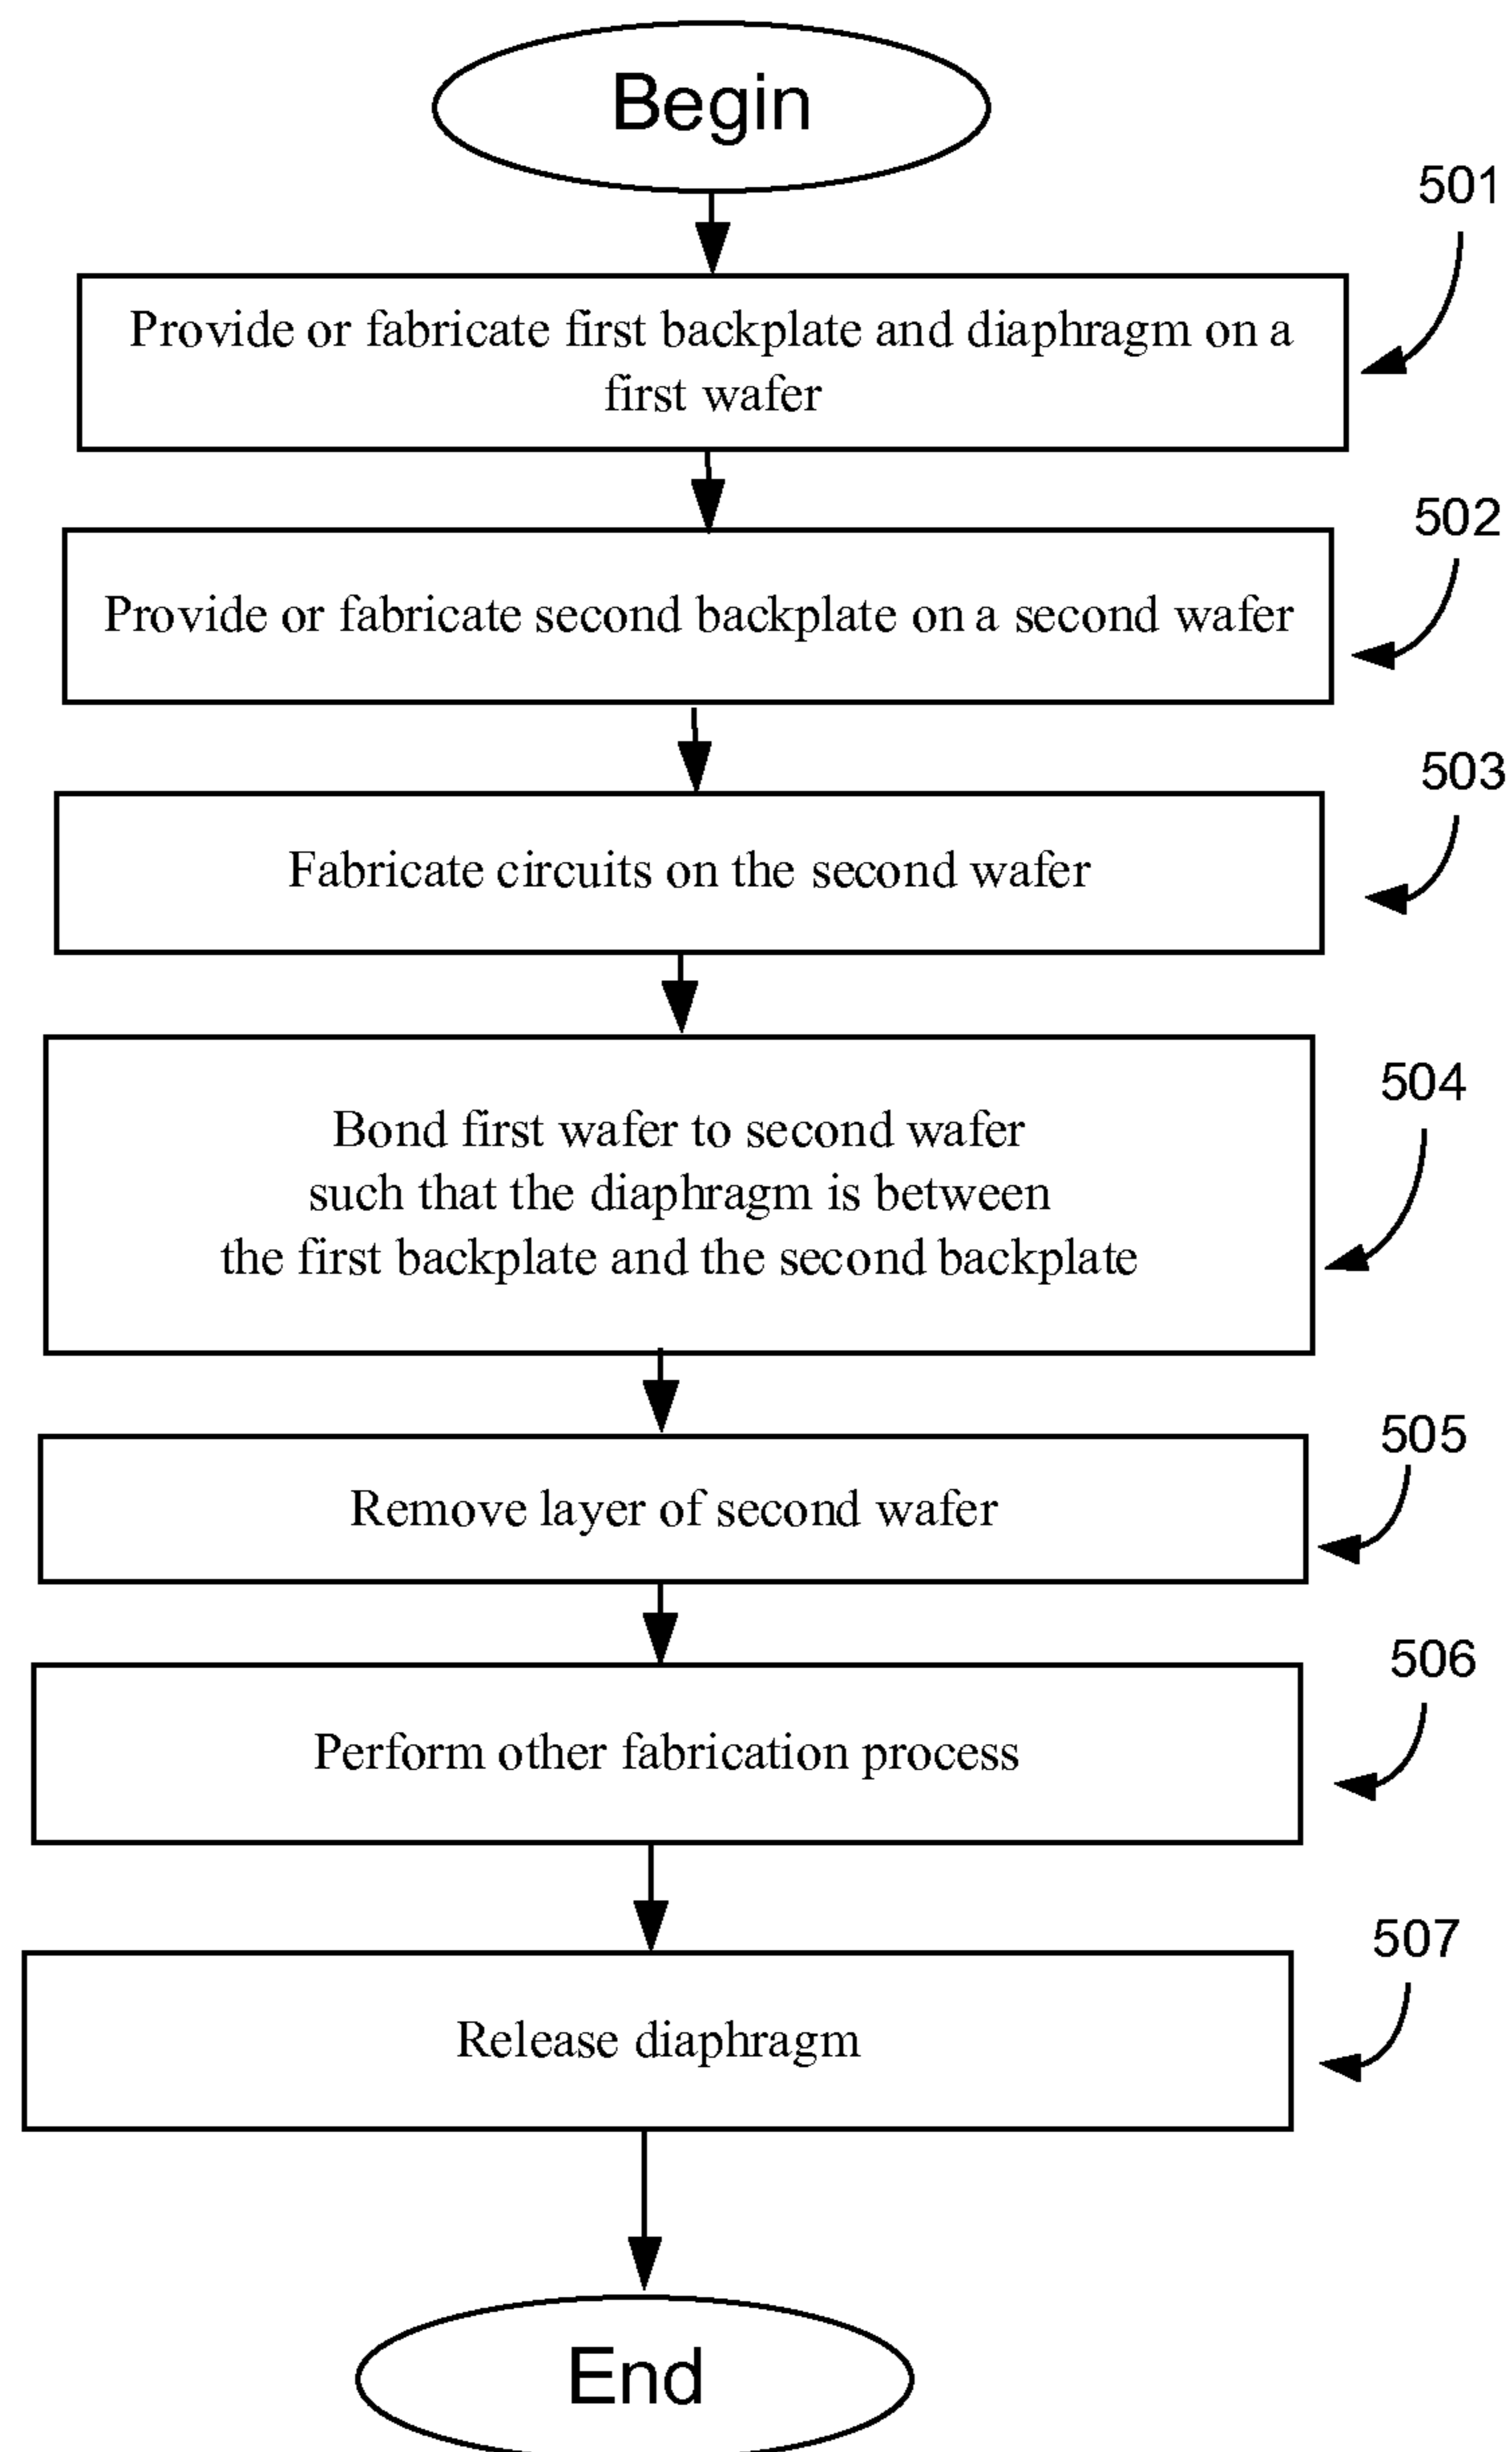 Begin
501
Provide or fabricate first backplate and diaphragm on a
first wafer
502
Provide or fabricate second backplate on a second wafer
503
Fabricate circuits on the second wafer
504
Bond first wafer to second wafer
such that the diaphragm is between
the first backplate and the second backplate
505
Remove layer of second wafer
506
Perform other fabrication process
507
Release diaphragm
End